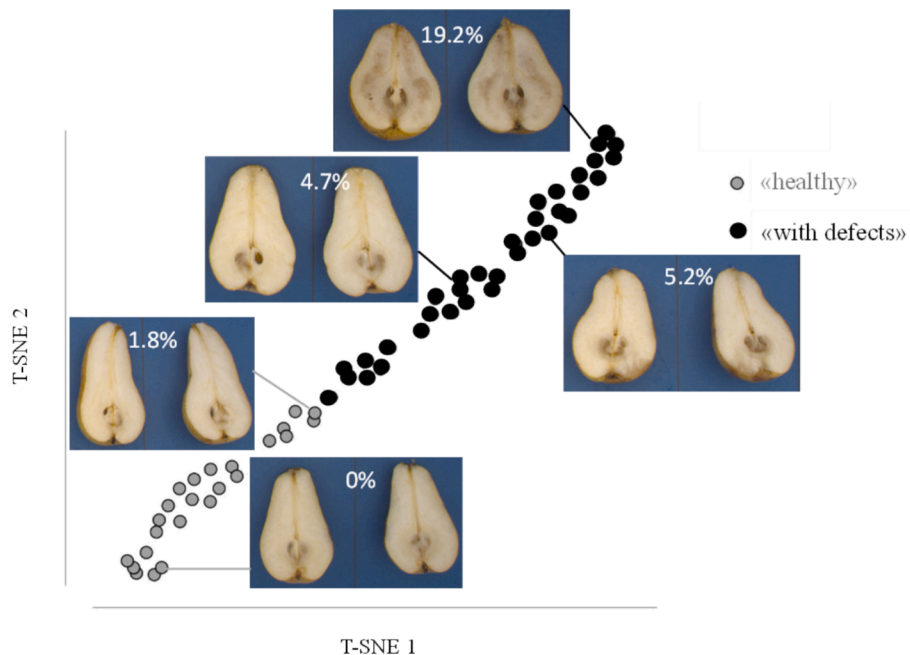 19.2%
4.7%
«healthy»
«with defects»
5.2%
1.8%
T-SNE 2
0%
T-SNE 1